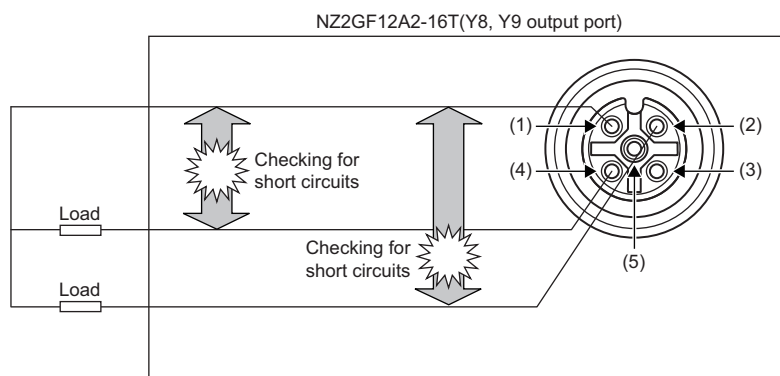 NZ2GF12A2-16T(Y8, Y9 output port)
(1)
(2)
Checking for
short circuits
(4)
(3)
Load
Checking for
short circuits
(5)
Load